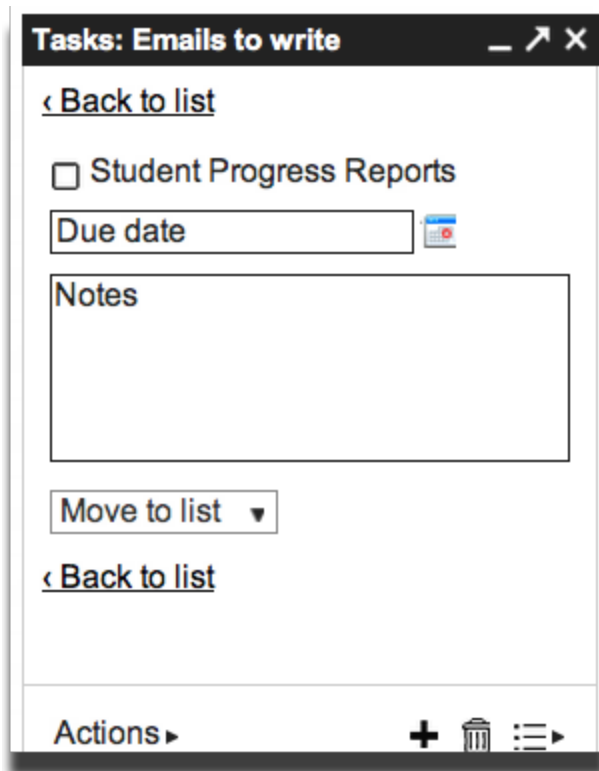 Tasks: Emails to write
‹ Back to list
Student Progress Reports
Due date
Notes
Move to list
‹ Back to list
Actions